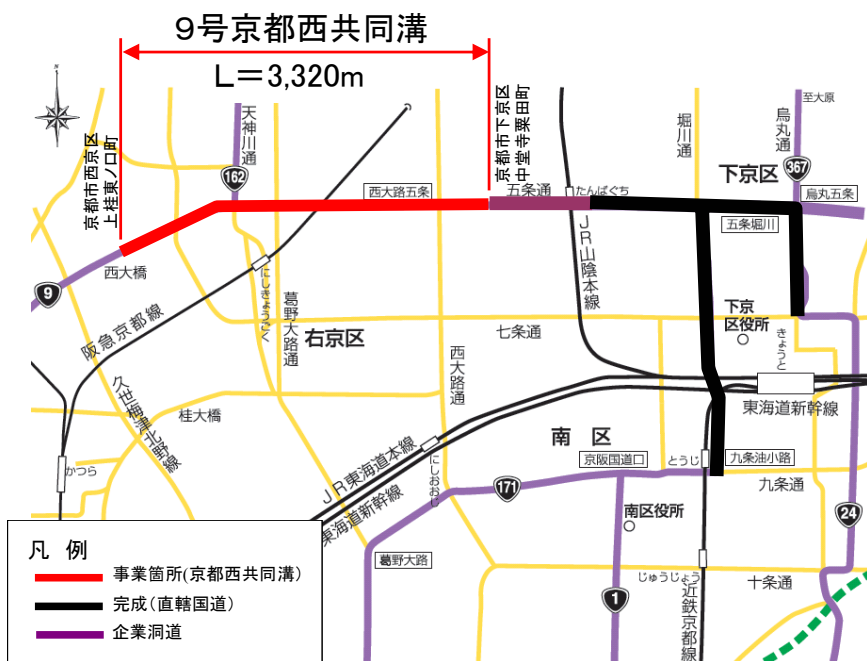 9号京都西共同溝
L=3,320m
京都市西京区
上桂東ノ口町
京都市下京区
中堂寺粟田町
天神川通
162
西大路五条
五条通
たんばぐち
堀川通
下京区
至大原
烏丸通
367
烏丸五条
五条堀川
西大橋
9
阪急京都線
にしきょうごく
葛野大路通
右京区
JR山陰本線
七条通
下京
区役所
きょうと
西大路通
久世梅津北野線
桂大橋
東海道新幹線
南区
JR東海道本線
東海道新幹線
にしおおじ
京阪国道口
とうじ
九条油小路
九条通
かつら
171
24
南区役所
葛野大路
じゅうじょう
十条通
1
近鉄京都線
凡 例
事業箇所(京都西共同溝)
完成(直轄国道)
企業洞道